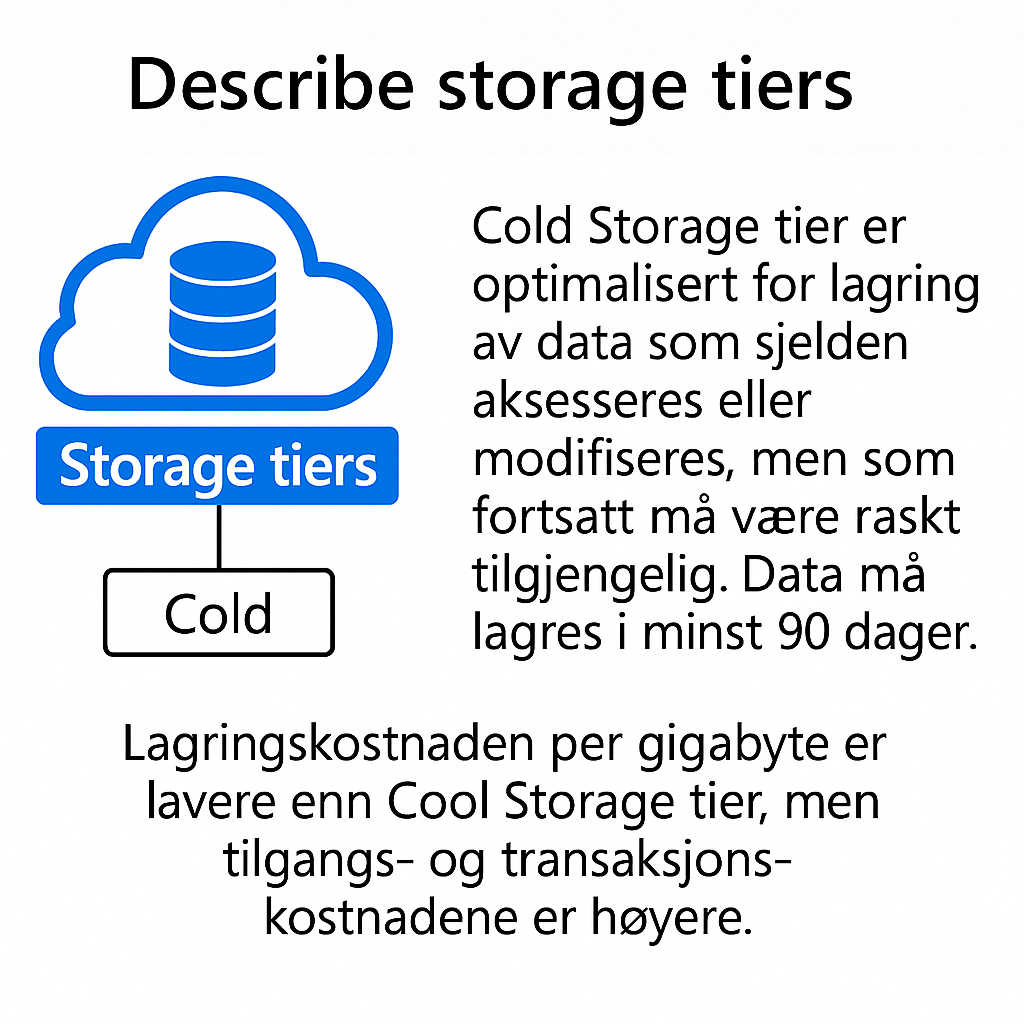 Describe storage tiers
Cold Storage tier er
optimalisert for lagring
av data som sjelden
aksesseres eller
modifiseres, men som
fortsatt må være raskt
tilgjengelig. Data må
lagres i minst 90 dager.
Storage tiers
Cold
Lagringskostnaden per gigabyte er
lavere enn Cool Storage tier, men
tilgangs- og transaksjons-
kostnadene er høyere.